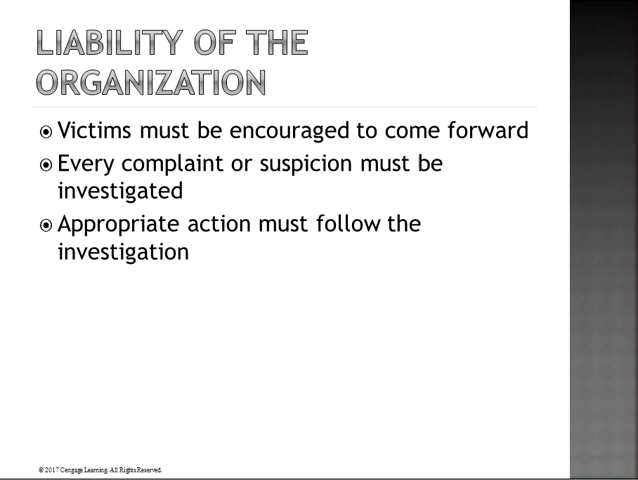 LIABILITY OF THE
ORGANIZATION
Victims must be encouraged to come forward
Every complaint or suspicion must be
investigated
Appropriate action must follow the
investigation
© 2017 Cengage Learning. All Rights Reserved.